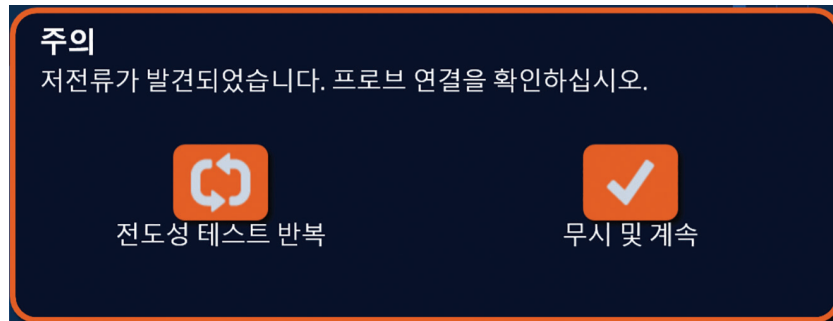 주의
저전류가 발견되었습니다. 프로브 연결을 확인하십시오.
전도성 테스트 반복
무시 및 계속